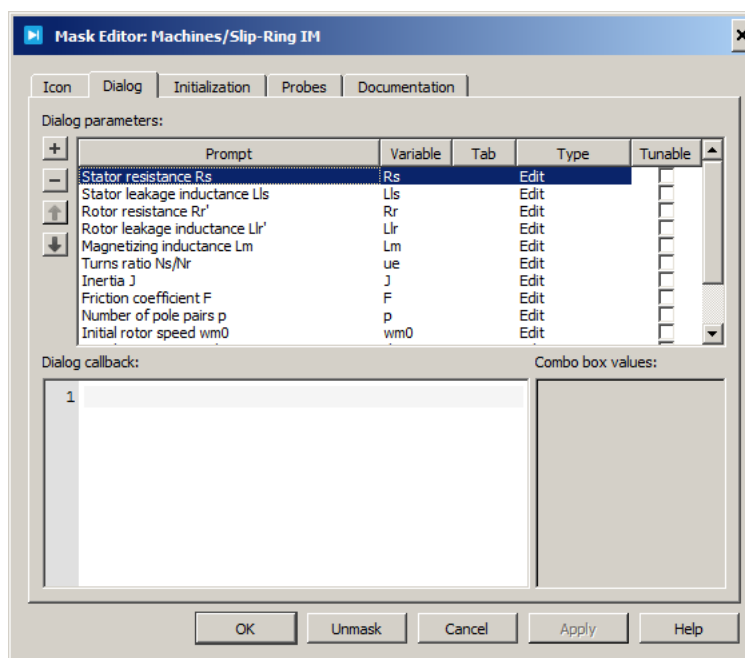 Mask Editor: Machines/Slip-Ring IM
Icon Dialog Initialization Probes Documentation
Dialog parameters:
Prompt Variable Tab Type Tunable
Stator resistance Rs Rs Edit
Stator leakage inductance Lls Lls Edit
Rotor resistance Rr' Rr Edit
Rotor leakage inductance Llr' Llr Edit
Magnetizing inductance Lm Lm Edit
Turns ratio Ns/Nr ue Edit
Inertia J J Edit
Friction coefficient F F Edit
Number of pole pairs p p Edit
Initial rotor speed wm0 wm0 Edit
Dialog callback: Combo box values:
1
OK Unmask Cancel Apply Help